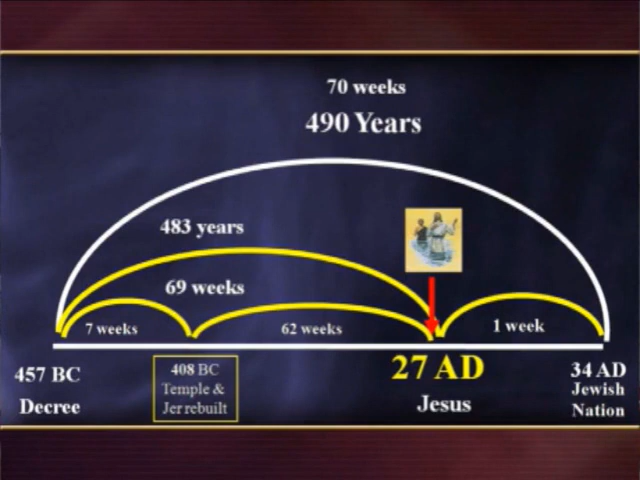 70 weeks
490 Years
483 years
69 weeks
7 weeks
62 weeks
1 week
457 BC
Decree
408 BC
Temple &
Jer rebuilt
27 AD
Jesus
34 AD
Jewish
Nation